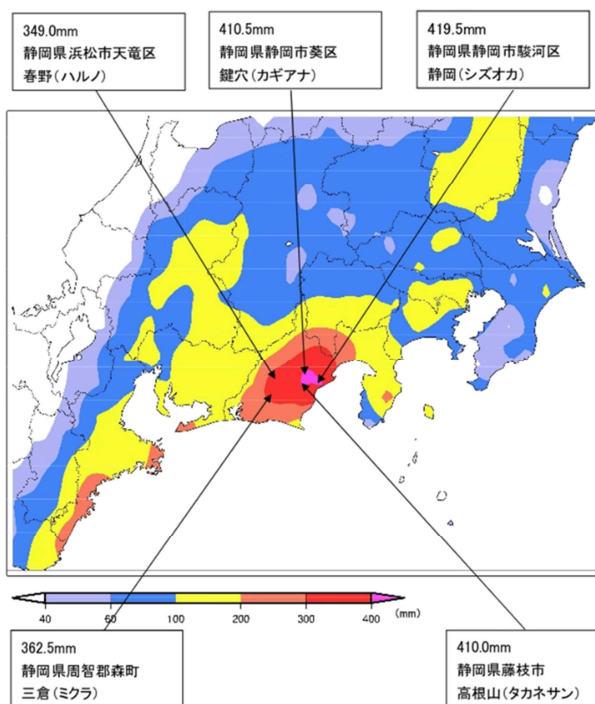 349.0mm
静岡県浜松市天竜区
春野(ハルノ)
410.5mm
静岡県静岡市葵区
鍵穴(カギアナ)
419.5mm
静岡県静岡市駿河区
静岡(シズオカ)
40 60 100 200 300 400 (mm)
362.5mm
静岡県周智郡森町
三倉(ミクラ)
410.0mm
静岡県藤枝市
高根山(タカネサン)